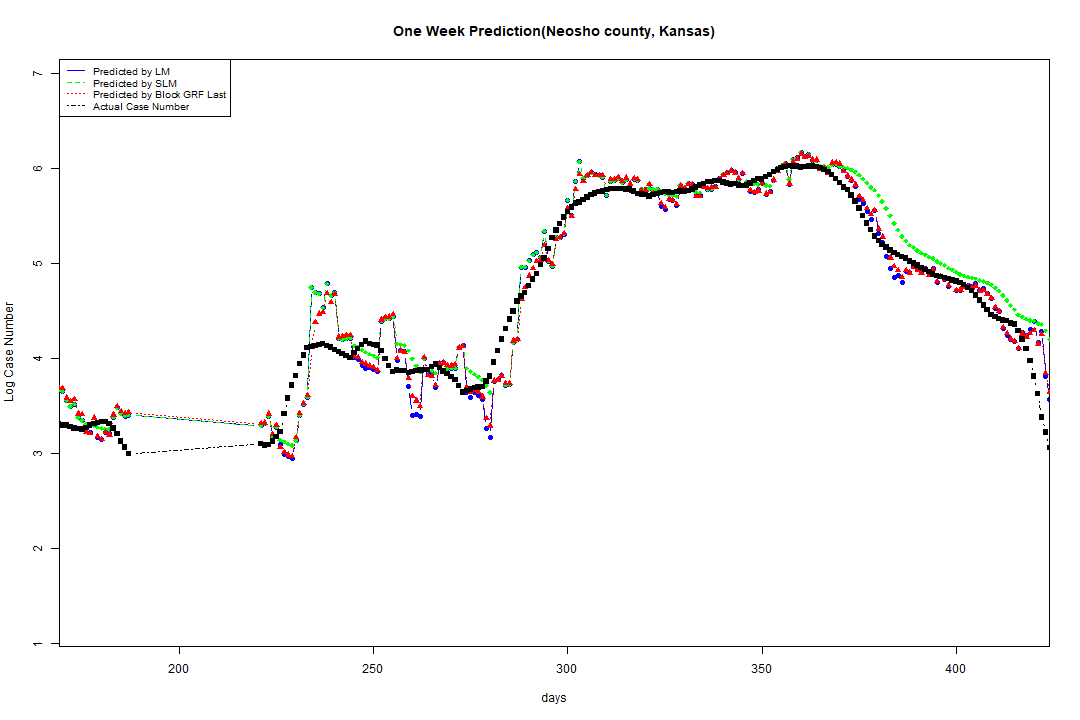 One Week Prediction(Neosho county, Kansas)
Predicted by LM
Predicted by SLM
Predicted by Block GRF Last
Actual Case Number
7
6
5
4
3
2
1
Log Case Number
200 250 300 350 400
days